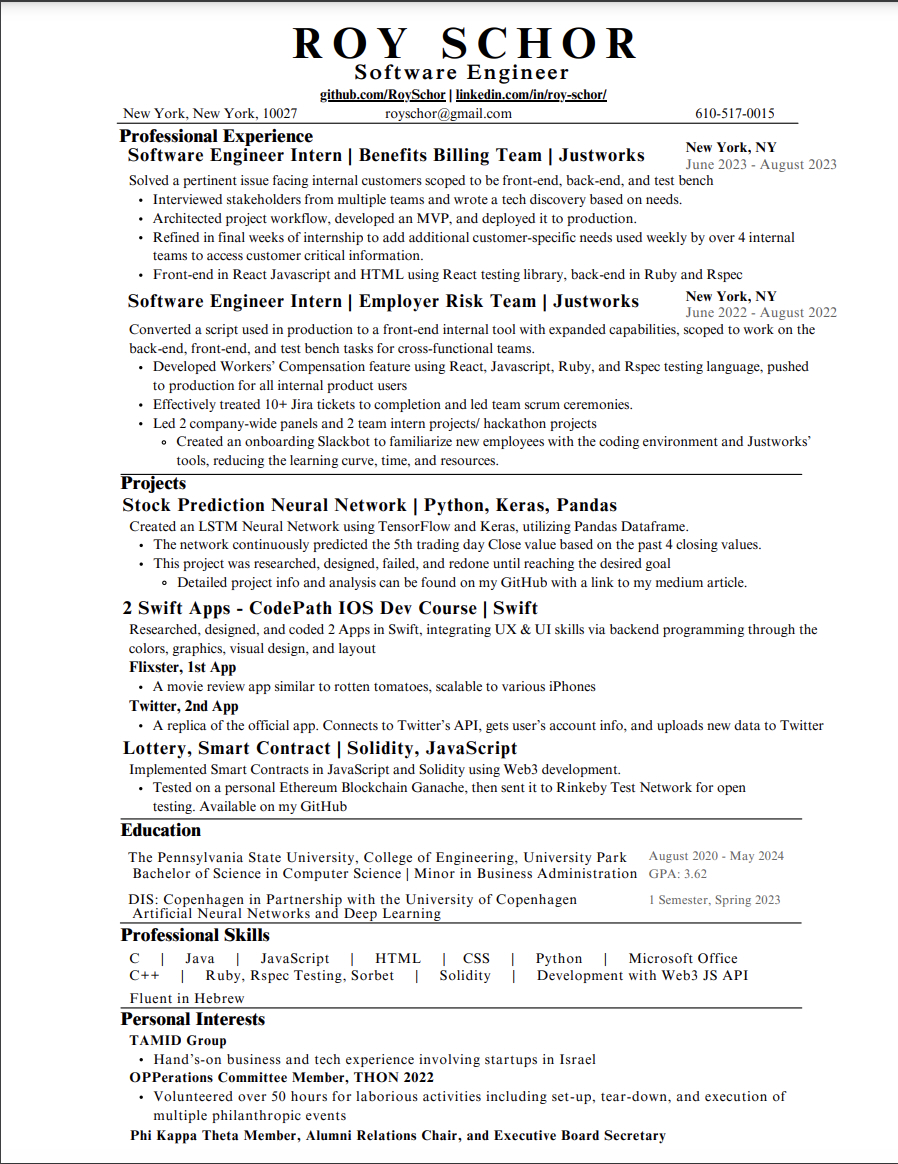 ROY SCHOR
Software Engineer
github.com/RoySchor | linkedin.com/in/roy-schor/
New York, New York, 10027 royschor@gmail.com 610-517-0015
Professional Experience
Software Engineer Intern | Benefits Billing Team | Justworks New York, NY
June 2023 - August 2023
Solved a pertinent issue facing internal customers scoped to be front-end, back-end, and test bench
• Interviewed stakeholders from multiple teams and wrote a tech discovery based on needs.
• Architected project workflow, developed an MVP, and deployed it to production.
• Refined in final weeks of internship to add additional customer-specific needs used weekly by over 4 internal
teams to access customer critical information.
• Front-end in React Javascript and HTML using React testing library, back-end in Ruby and Rspec
Software Engineer Intern | Employer Risk Team | Justworks New York, NY
June 2022 - August 2022
Converted a script used in production to a front-end internal tool with expanded capabilities, scoped to work on the
back-end, front-end, and test bench tasks for cross-functional teams.
• Developed Workers’ Compensation feature using React, Javascript, Ruby, and Rspec testing language, pushed
to production for all internal product users
• Effectively treated 10+ Jira tickets to completion and led team scrum ceremonies.
• Led 2 company-wide panels and 2 team intern projects/ hackathon projects
◦ Created an onboarding Slackbot to familiarize new employees with the coding environment and Justworks’
tools, reducing the learning curve, time, and resources.
Projects
Stock Prediction Neural Network | Python, Keras, Pandas
Created an LSTM Neural Network using TensorFlow and Keras, utilizing Pandas Dataframe.
• The network continuously predicted the 5th trading day Close value based on the past 4 closing values.
• This project was researched, designed, failed, and redone until reaching the desired goal
◦ Detailed project info and analysis can be found on my GitHub with a link to my medium article.
2 Swift Apps - CodePath IOS Dev Course | Swift
Researched, designed, and coded 2 Apps in Swift, integrating UX & UI skills via backend programming through the
colors, graphics, visual design, and layout
Flixster, 1st App
• A movie review app similar to rotten tomatoes, scalable to various iPhones
Twitter, 2nd App
• A replica of the official app. Connects to Twitter’s API, gets user’s account info, and uploads new data to Twitter
Lottery, Smart Contract | Solidity, JavaScript
Implemented Smart Contracts in JavaScript and Solidity using Web3 development.
• Tested on a personal Ethereum Blockchain Ganache, then sent it to Rinkeby Test Network for open
testing. Available on my GitHub
Education
The Pennsylvania State University, College of Engineering, University Park August 2020 - May 2024
Bachelor of Science in Computer Science | Minor in Business Administration GPA: 3.62
DIS: Copenhagen in Partnership with the University of Copenhagen 1 Semester, Spring 2023
Artificial Neural Networks and Deep Learning
Professional Skills
C | Java | JavaScript | HTML | CSS | Python | Microsoft Office
C++ | Ruby, Rspec Testing, Sorbet | Solidity | Development with Web3 JS API
Fluent in Hebrew
Personal Interests
TAMID Group
• Hand’s-on business and tech experience involving startups in Israel
OPPerations Committee Member, THON 2022
• Volunteered over 50 hours for laborious activities including set-up, tear-down, and execution of
multiple philanthropic events
Phi Kappa Theta Member, Alumni Relations Chair, and Executive Board Secretary